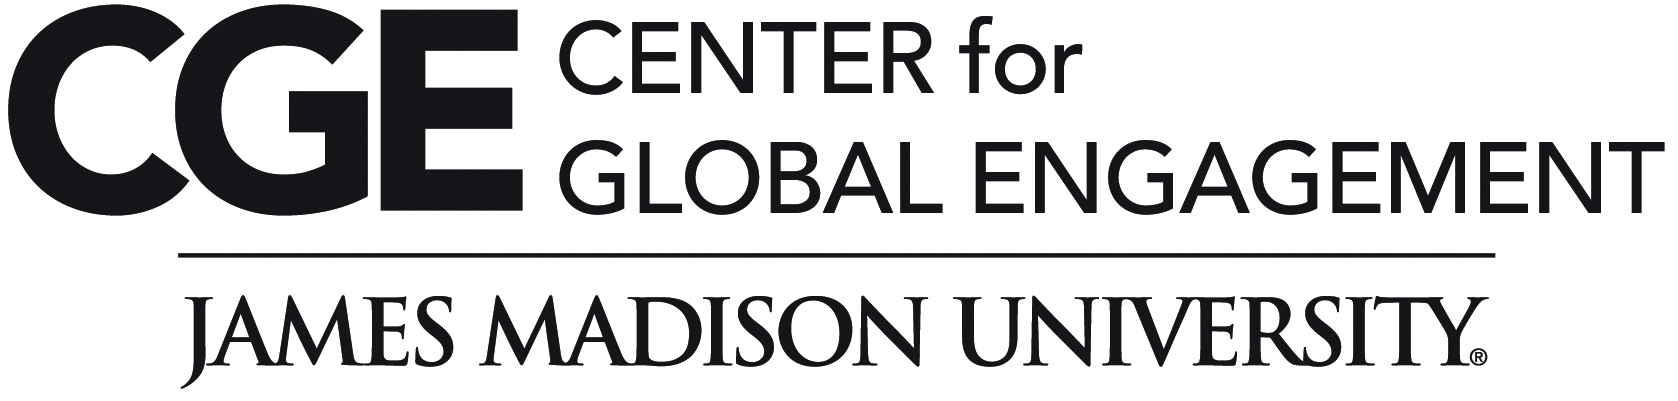 CGE CENTER for
GLOBAL ENGAGEMENT
JAMES MADISON UNIVERSITY®